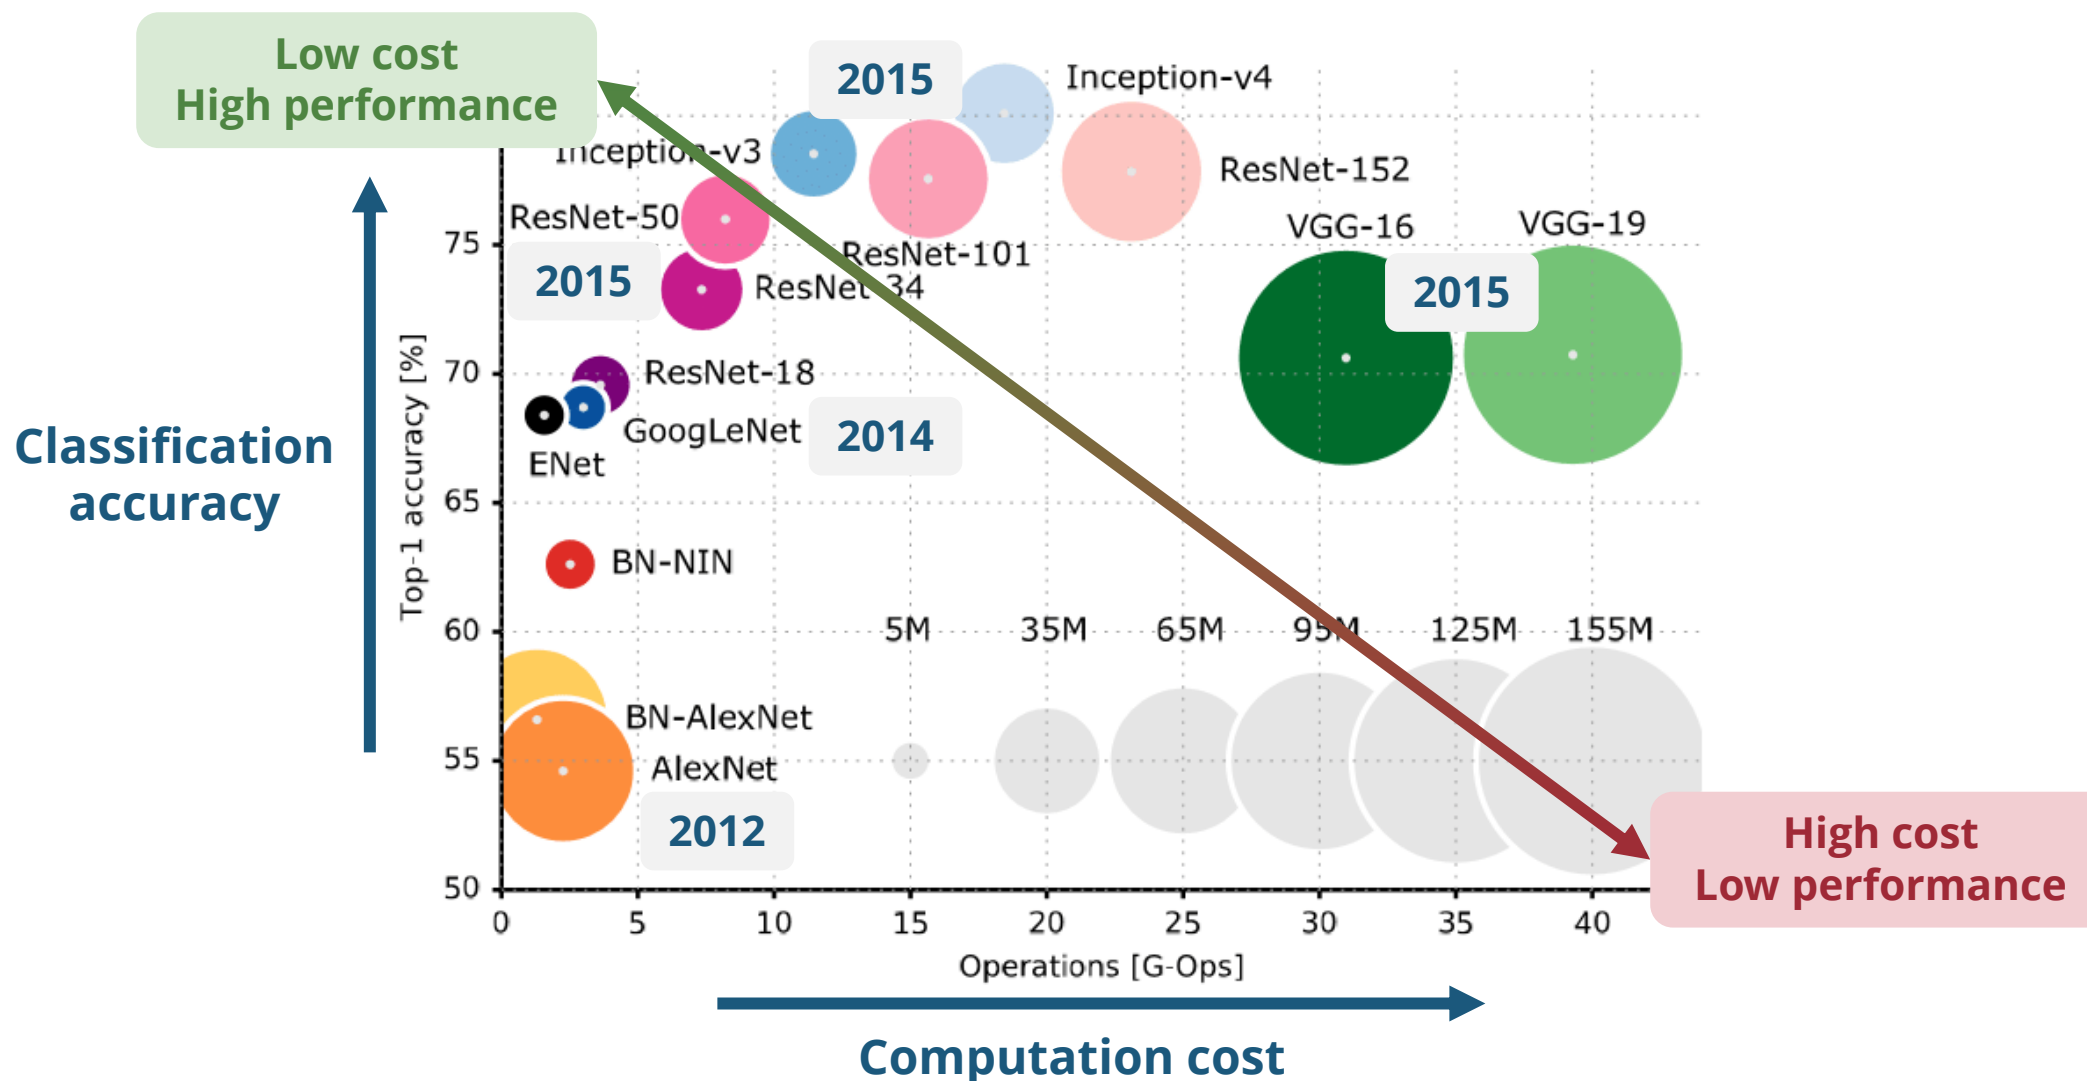 Low cost
High performance
2015
Inception-v4
Inception-v3
ResNet-152
ResNet-50
VGG-16
VGG-19
75
ResNet-101
2015
ResNet-34
2015
70
ResNet-18
GoogLeNet
2014
ENet
Classification
accuracy
Top-1 accuracy [%]
65
BN-NIN
60
5M
35M
65M
95M
125M
155M
BN-AlexNet
55
AlexNet
2012
High cost
Low performance
50
0
5
10
15
20
25
30
35
40
Operations [G-Ops]
Computation cost